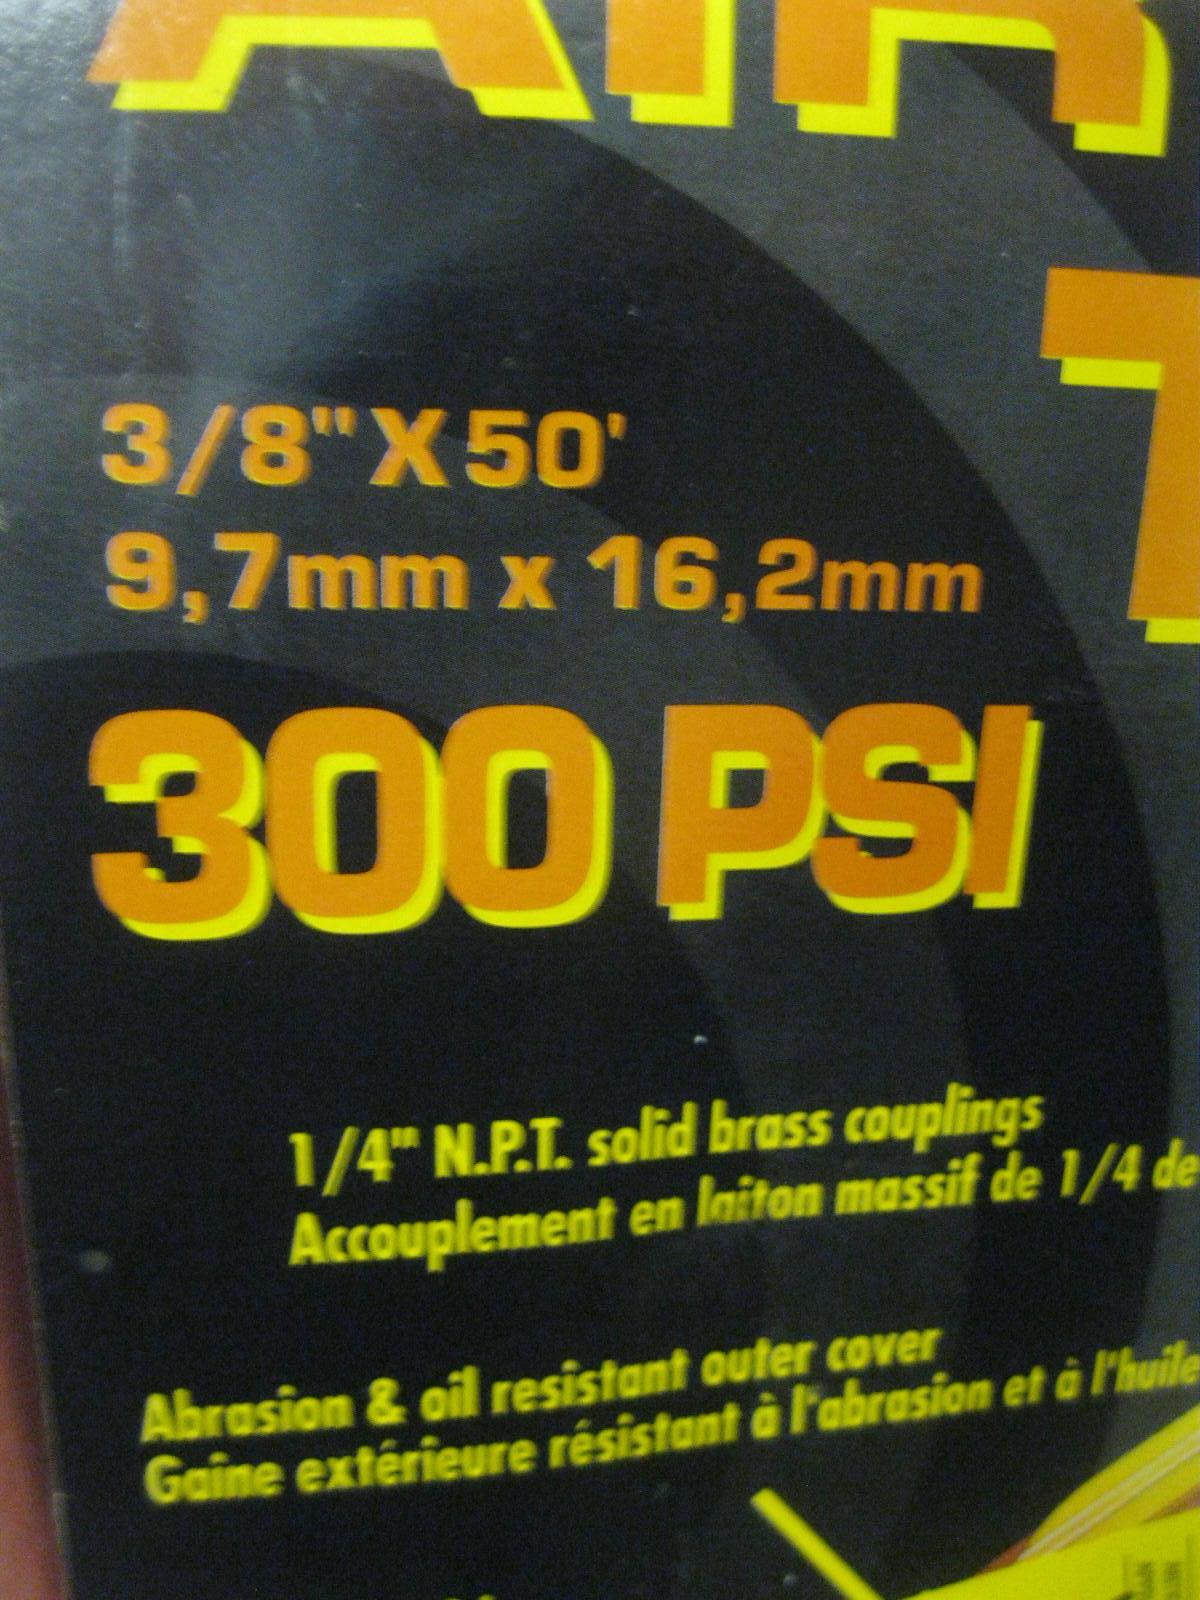 AIR
T
3/8" X 50'
9,7mm x 16,2mm
300 PSI
1/4" N.P.T. solid brass couplings
Accouplement en laiton massif de 1/4 de
Abrasion & oil resistant outer cover
Gaine extérieure résistant à l'abrasion et à l'huile